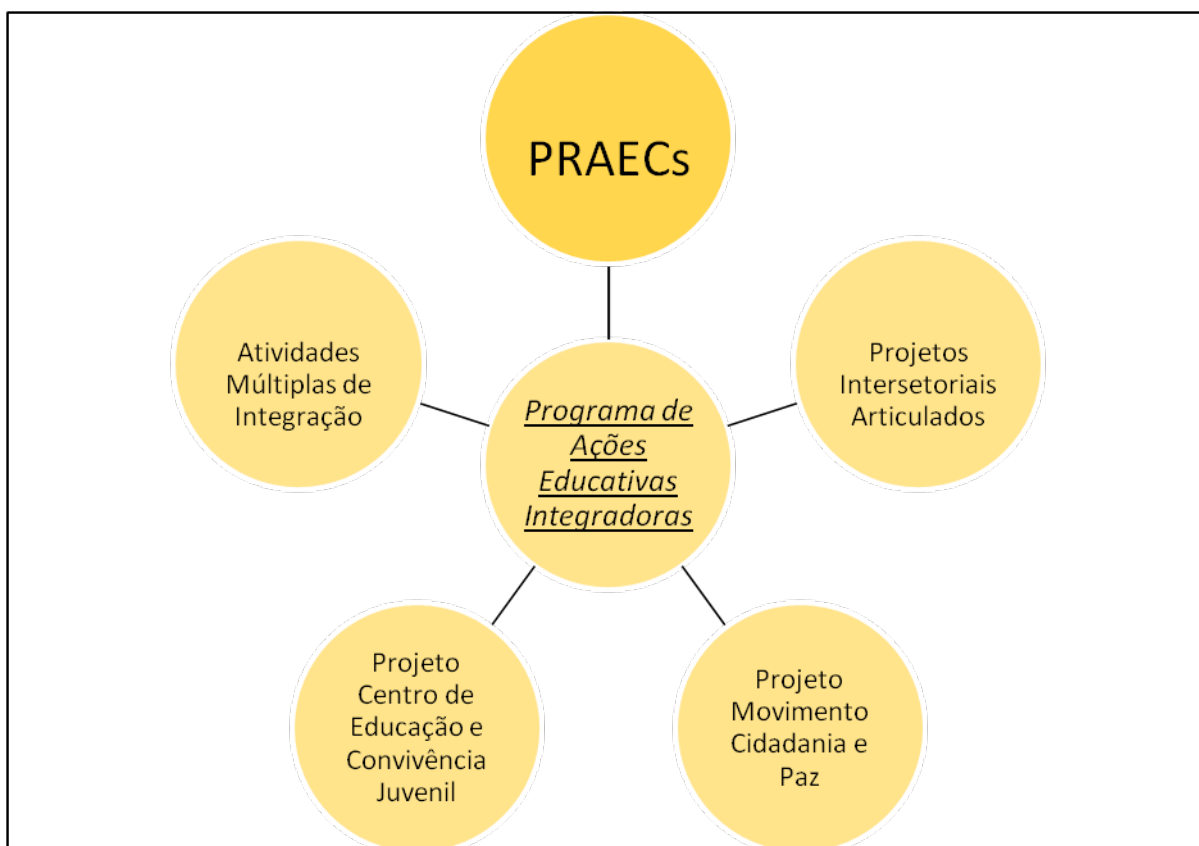 PRAECs
Atividades
Múltiplas de
Integração
Projetos
Intersetoriais
Articulados
Programa de
Ações
Educativas
Integradoras
Projeto
Centro de
Educação e
Convivência
Juvenil
Projeto
Movimento
Cidadania e
Paz